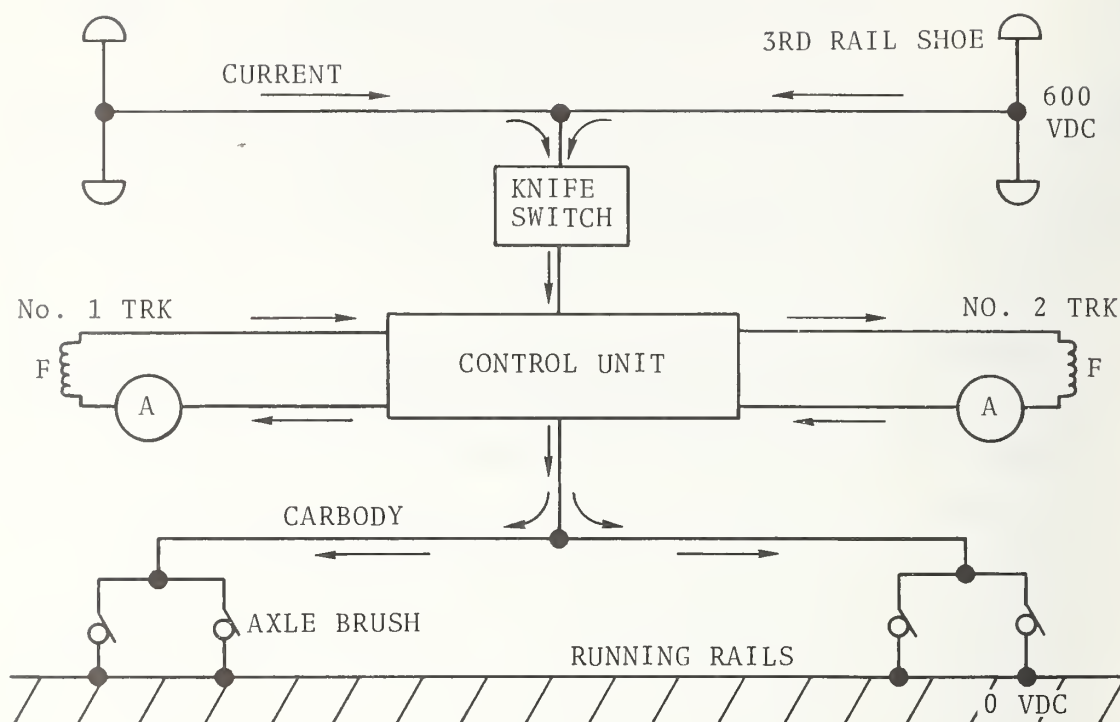 3RD RAIL SHOE
CURRENT
600
VDC
KNIFE
SWITCH
No. 1 TRK
NO. 2 TRK
F
A
CONTROL UNIT
A
F
CARBODY
AXLE BRUSH
RUNNING RAILS
0 VDC